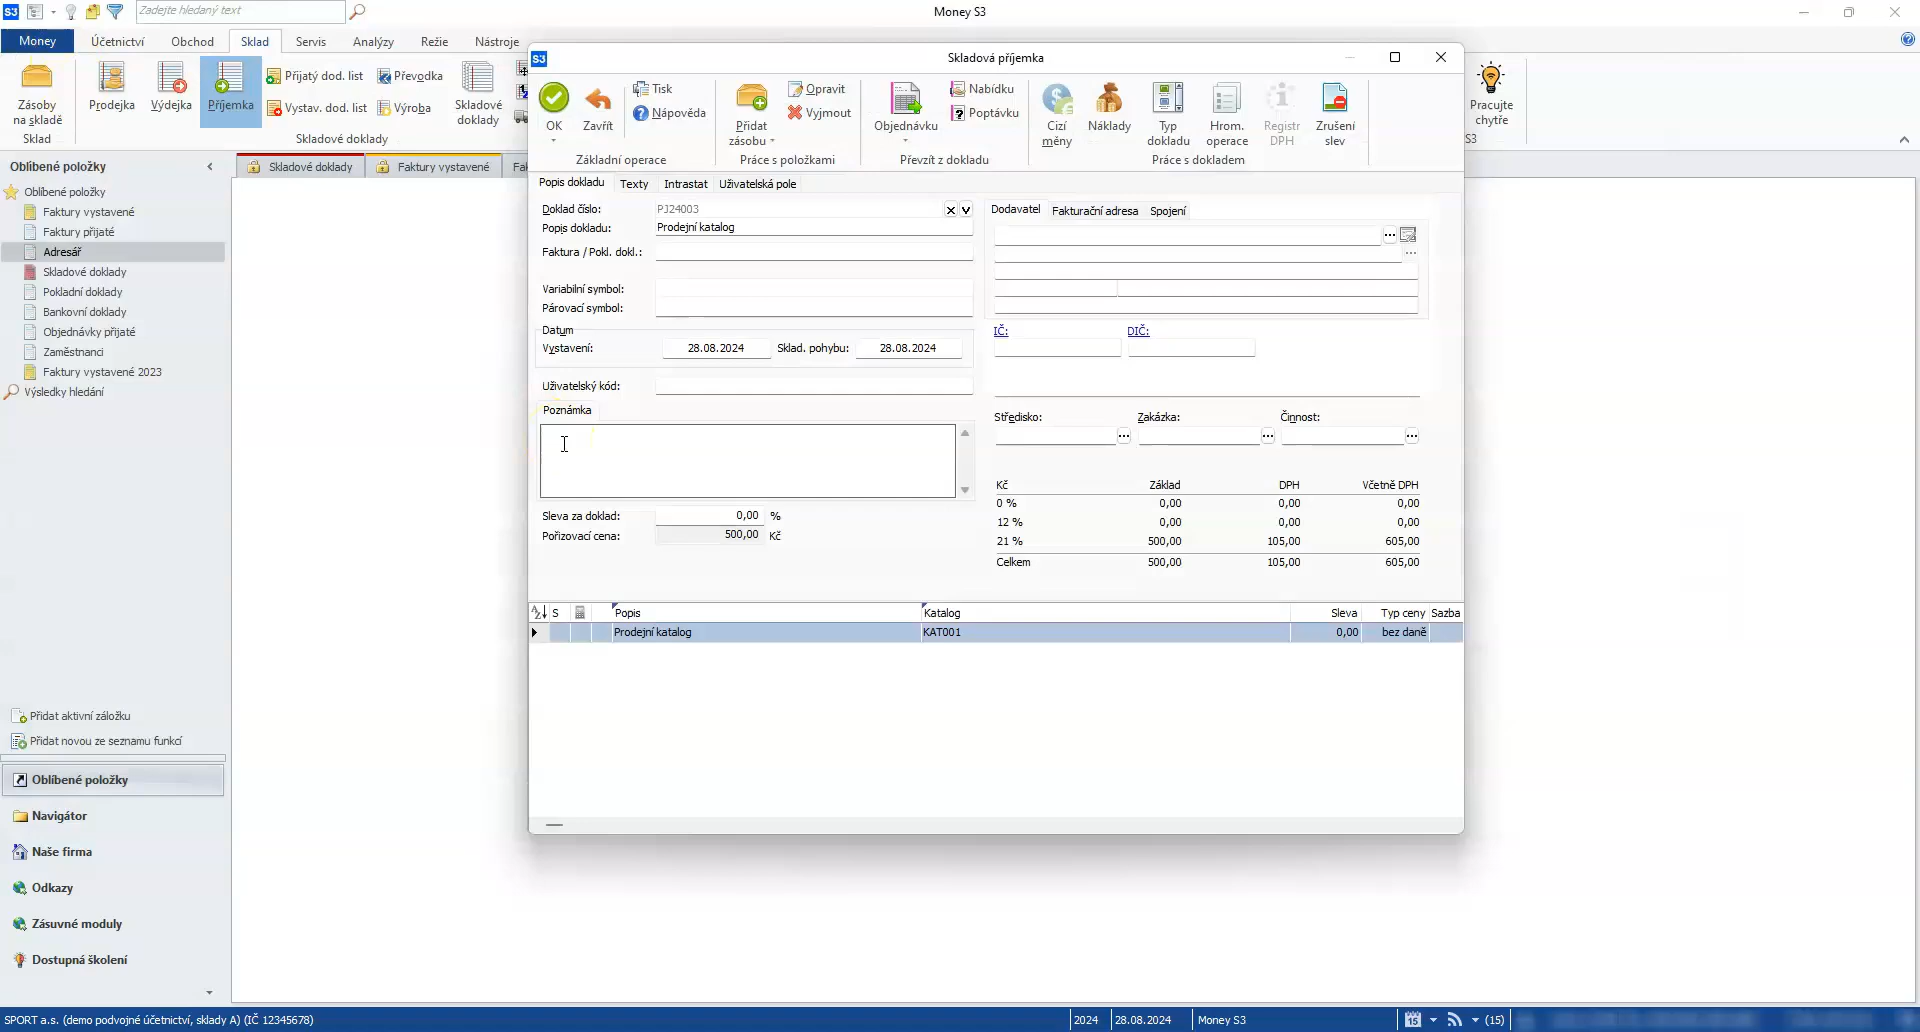 S3
Zadejte hledaný text
Money S3
Money
Účetnictví
Obchod
Sklad
Servis
Analýzy
Režie
Nástroje
Zásoby
na skladě
Sklad
Prodejka
Výdejka
Příjemka
Přijatý dod. list
Vystav. dod. list
Převodka
Výroba
Skladové
doklady
Skladové doklady
Pracujte
chytře
S3
Oblíbené položky
Skladové doklady
Faktury vystavené
Fak
Oblíbené položky
Faktury vystavené
Faktury přijaté
Adresář
Skladové doklady
Pokladní doklady
Bankovní doklady
Objednávky přijaté
Zaměstnanci
Faktury vystavené 2023
Výsledky hledání
Přidat aktivní záložku
Přidat novou ze seznamu funkcí
Oblíbené položky
Navigátor
Naše firma
Odkazy
Zásuvné moduly
Dostupná školení
S3
Skladová příjemka
OK
Zavřít
Tisk
Nápověda
Základní operace
Přidat
zásobu
Opravit
Vyjmout
Práce s položkami
Objednávku
Nabídku
Poptávku
Převzít z dokladu
Cizí
měny
Náklady
Typ
dokladu
Hrom.
operace
Registr
DPH
Zrušení
slev
Práce s dokladem
Popis dokladu
Texty
Intrastat
Uživatelská pole
Doklad číslo: PJ24003
Popis dokladu: Prodejní katalog
Faktura / Pokl. dokl.:
Variabilní symbol:
Párovací symbol:
Datum
Vystavení: 28.08.2024 Sklad. pohybu: 28.08.2024
Uživatelský kód:
Poznámka
Sleva za doklad: 0,00 %
Pořizovací cena: 500,00 Kč
Dodavatel
Fakturační adresa
Spojení
IČ:
DIČ:
Středisko:
Zakázka:
Činnost:
Kč Základ DPH Včetně DPH
0 % 0,00 0,00 0,00
12 % 0,00 0,00 0,00
21 % 500,00 105,00 605,00
Celkem 500,00 105,00 605,00
S Popis Katalog Sleva Typ ceny Sazba
Prodejní katalog KAT001 0,00 bez daně
SPORT a.s. (demo podvojné účetnictví, sklady A) (IČ 12345678)
2024
28.08.2024
Money S3
15
(15)